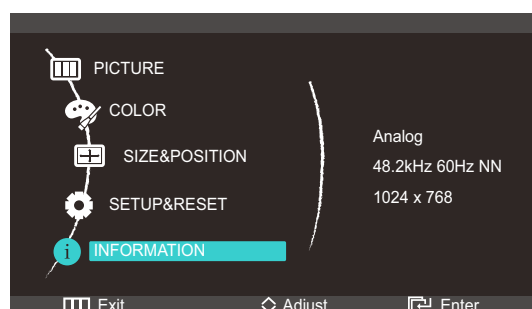 PICTURE
COLOR
SIZE&POSITION
SETUP&RESET
i INFORMATION
Analog
48.2kHz 60Hz NN
1024 x 768
Exit Adjust Enter